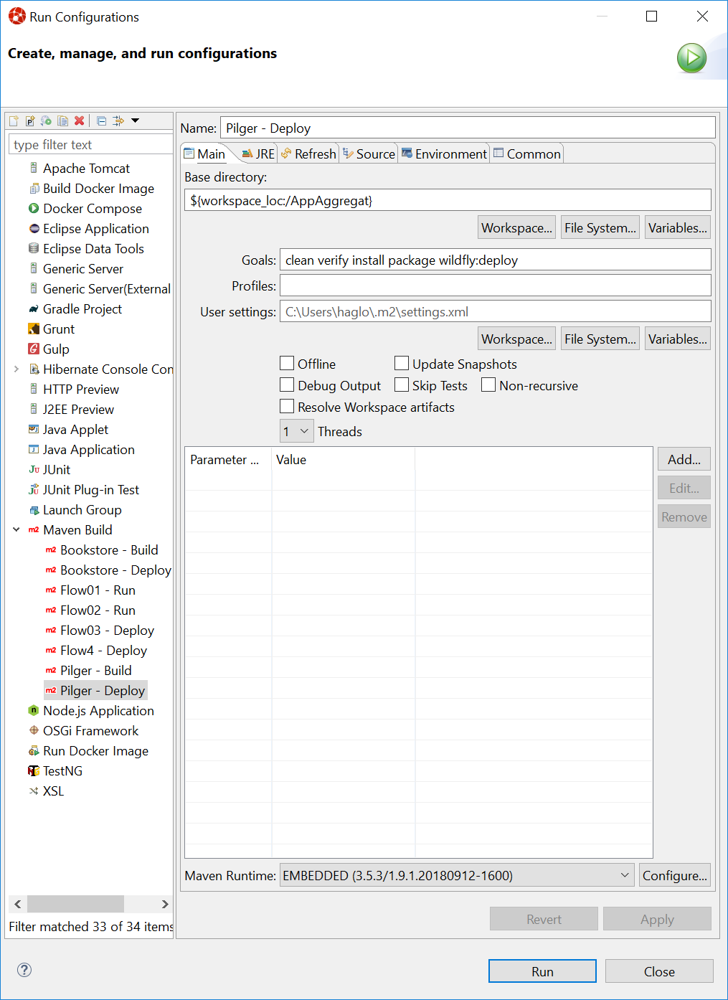 Run Configurations
Create, manage, and run configurations
type filter text
Apache Tomcat
Build Docker Image
Docker Compose
Eclipse Application
Eclipse Data Tools
Generic Server
Generic Server(External
Gradle Project
Grunt
Gulp
Hibernate Console Con
HTTP Preview
J2EE Preview
Java Applet
Java Application
JUnit
JUnit Plug-in Test
Launch Group
Maven Build
Bookstore - Build
Bookstore - Deploy
Flow01 - Run
Flow02 - Run
Flow03 - Deploy
Flow4 - Deploy
Pilger - Build
Pilger - Deploy
Node.js Application
OSGi Framework
Run Docker Image
TestNG
XSL
Filter matched 33 of 34 items
Name: Pilger - Deploy
Main JRE Refresh Source Environment Common
Base directory:
${workspace_loc:/AppAggregat}
Workspace... File System... Variables...
Goals: clean verify install package wildfly:deploy
Profiles:
User settings: C:\Users\haglo\.m2\settings.xml
Workspace... File System... Variables...
Offline Update Snapshots
Debug Output Skip Tests Non-recursive
Resolve Workspace artifacts
1 Threads
Parameter ... Value Add...
Edit...
Remove
Maven Runtime: EMBEDDED (3.5.3/1.9.1.20180912-1600) Configure...
Revert Apply
Run Close